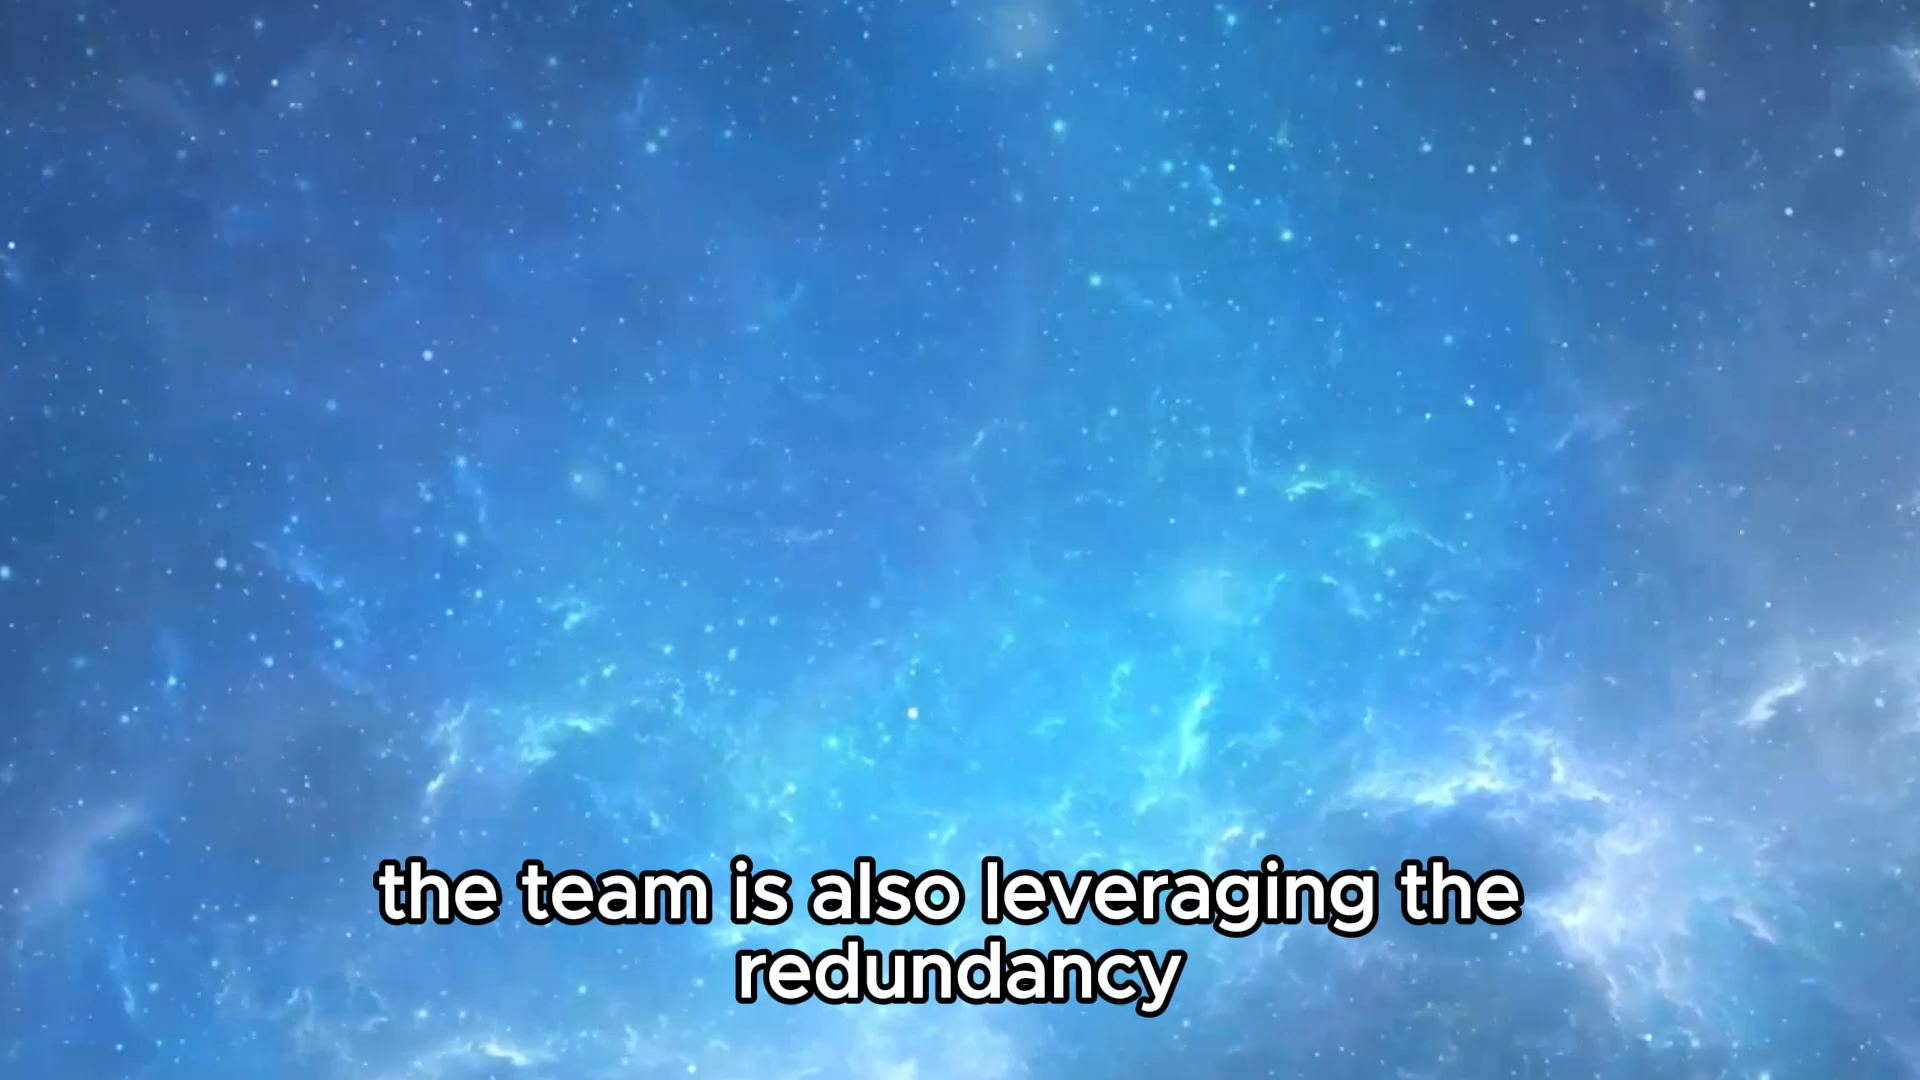 the team is also leveraging the
redundancy